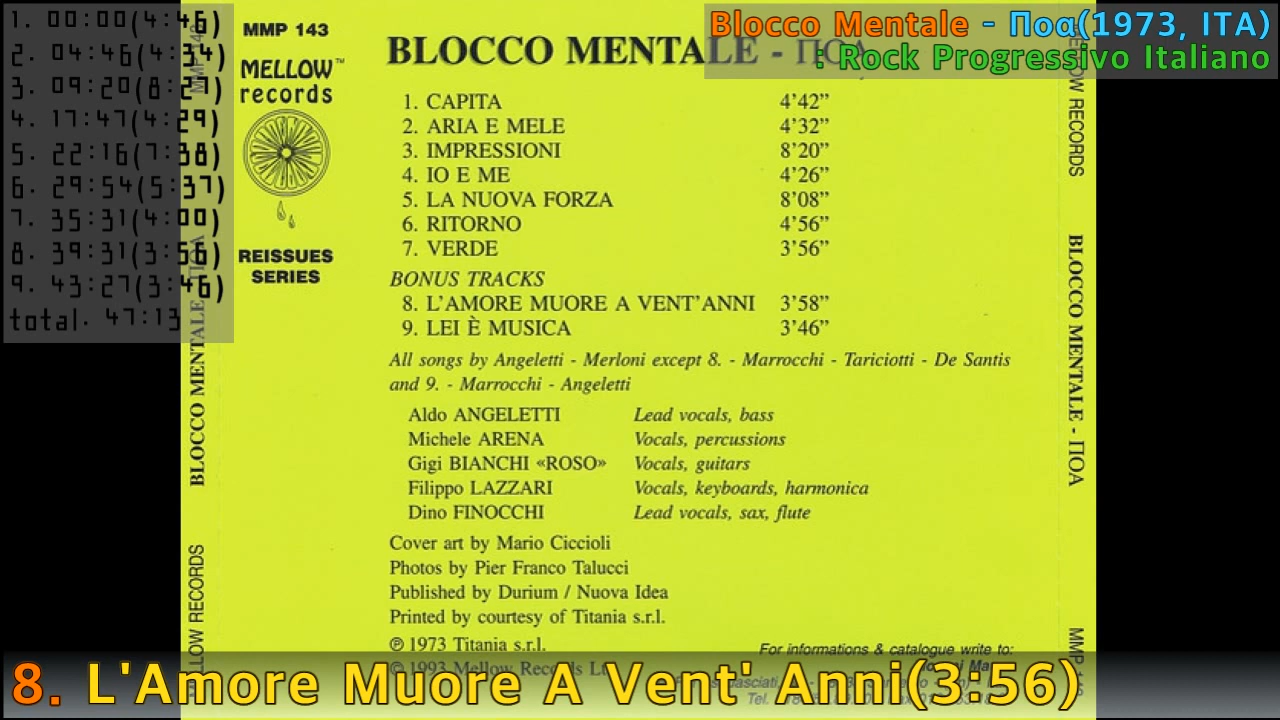 1. 00:00(4:46)
2. 04:46(4:34)
3. 09:20(8:27)
4. 17:47(4:29)
5. 22:16(7:38)
6. 29:54(5:37)
7. 35:31(4:00)
8. 39:31(3:56)
9. 43:27(3:46)
total. 47:13
MMP 143
MELLOW™
records
REISSUES
SERIES
Blocco Mentale - Ποα(1973, ITA)
: Rock Progressivo Italiano
BLOCCO MENTALE - ΠΟΑ
1. CAPITA 4’42”
2. ARIA E MELE 4’32”
3. IMPRESSIONI 8’20”
4. IO E ME 4’26”
5. LA NUOVA FORZA 8’08”
6. RITORNO 4’56”
7. VERDE 3’56”
BONUS TRACKS
8. L’AMORE MUORE A VENT’ANNI 3’58”
9. LEI È MUSICA 3’46”
All songs by Angeletti - Merloni except 8. - Marrocchi - Tariciotti - De Santis
and 9. - Marrocchi - Angeletti
Aldo ANGELETTI Lead vocals, bass
Michele ARENA Vocals, percussions
Gigi BIANCHI «ROSO» Vocals, guitars
Filippo LAZZARI Vocals, keyboards, harmonica
Dino FINOCCHI Lead vocals, sax, flute
Cover art by Mario Ciccioli
Photos by Pier Franco Talucci
Published by Durium / Nuova Idea
Printed by courtesy of Titania s.r.l.
℗ 1973 Titania s.r.l.
© 1993 Mellow Records
For informations & catalogue write to:
8. L'Amore Muore A Vent' Anni(3:56)
MELLOW RECORDS
BLOCCO MENTALE - ΠΟΑ
MMP 143
RECORDS
BLOCCO MENTALE - ΠΟΑ
MMP